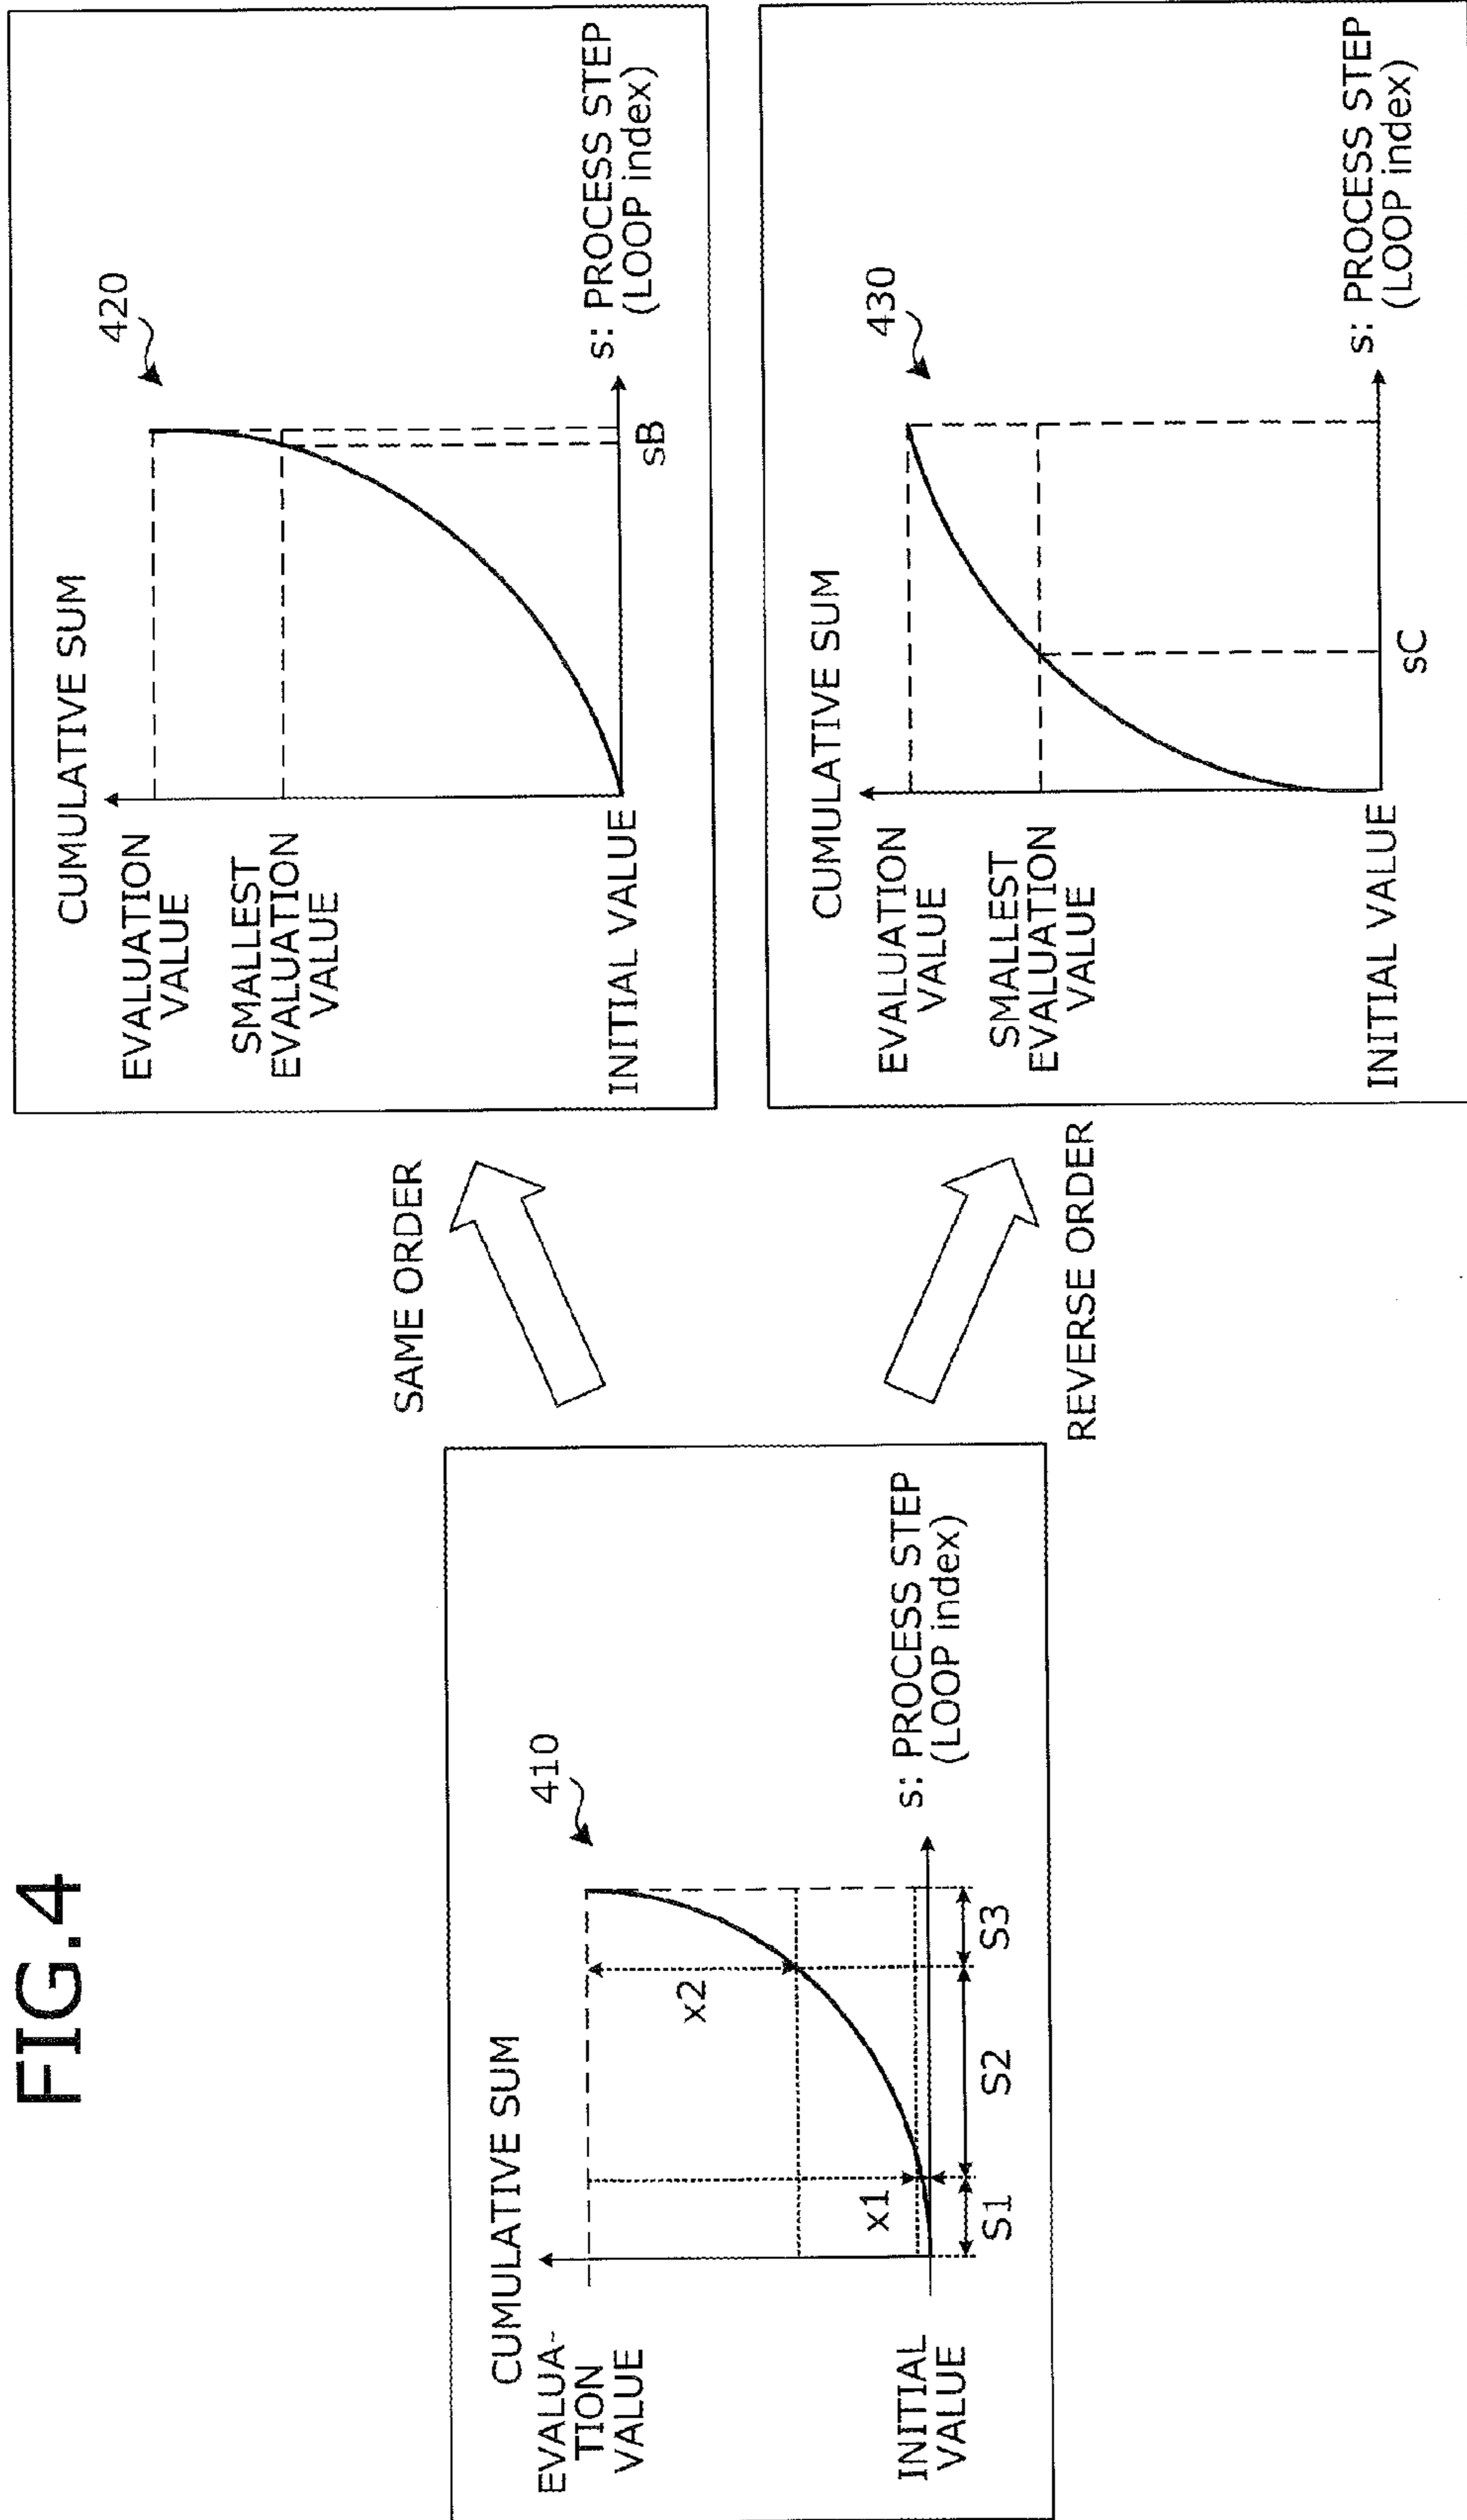 FIG.4
CUMULATIVE SUM
EVALUA-
TION
VALUE
INITIAL
VALUE
410
x1
x2
S1
S2
S3
s: PROCESS STEP
(LOOP index)
SAME ORDER
REVERSE ORDER
CUMULATIVE SUM
420
EVALUATION
VALUE
SMALLEST
EVALUATION
VALUE
INITIAL VALUE
sB
s: PROCESS STEP
(LOOP index)
CUMULATIVE SUM
430
EVALUATION
VALUE
SMALLEST
EVALUATION
VALUE
INITIAL VALUE
sC
s: PROCESS STEP
(LOOP index)